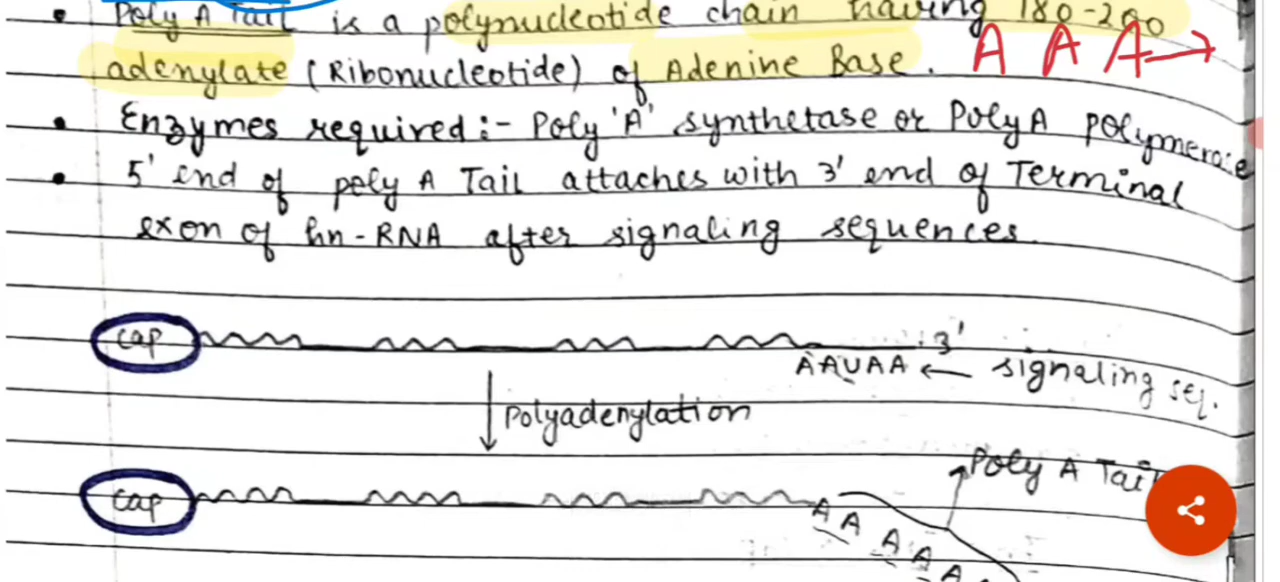 • Poly A Tail is a polynucleotide chain having 180-200
adenylate (Ribonucleotide) of Adenine Base. A A A
• Enzymes required:- Poly 'A' synthetase or Poly A polymerase
• 5' end of poly A Tail attaches with 3' end of Terminal
exon of hn-RNA after signaling sequences.
cap 3'
AAUAA ← signaling seq.
Polyadenylation
Poly A Tail
cap A A A A A